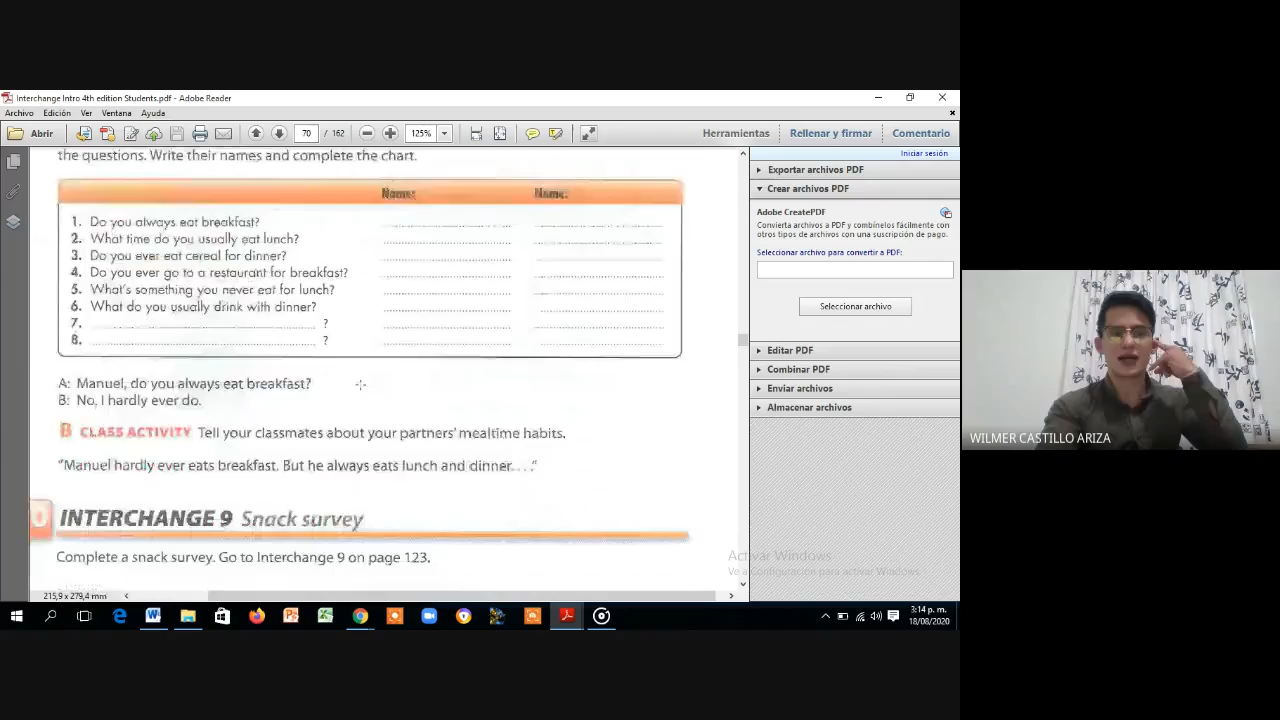 Interchange Intro 4th edition Students.pdf - Adobe Reader
Archivo Edición Ver Ventana Ayuda
Abrir 70 / 162 125% Herramientas Rellenar y firmar Comentario
Iniciar sesión
the questions. Write their names and complete the chart.
Name: Name:
1. Do you always eat breakfast?
2. What time do you usually eat lunch?
3. Do you ever eat cereal for dinner?
4. Do you ever go to a restaurant for breakfast?
5. What's something you never eat for lunch?
6. What do you usually drink with dinner?
7. ?
8. ?
A: Manuel, do you always eat breakfast?
B: No, I hardly ever do.
B CLASS ACTIVITY Tell your classmates about your partners' mealtime habits.
"Manuel hardly ever eats breakfast. But he always eats lunch and dinner. . . ."
INTERCHANGE 9 Snack survey
Complete a snack survey. Go to Interchange 9 on page 123.
215,9 x 279,4 mm
Exportar archivos PDF
Crear archivos PDF
Adobe CreatePDF
Convierta archivos a PDF y combínelos fácilmente con
otros tipos de archivos con una suscripción de pago.
Seleccionar archivo para convertir a PDF:
Seleccionar archivo
Editar PDF
Combinar PDF
Enviar archivos
Almacenar archivos
Activar Windows
Ve a Configuración para activar Windows.
3:14 p. m.
18/08/2020
WILMER CASTILLO ARIZA